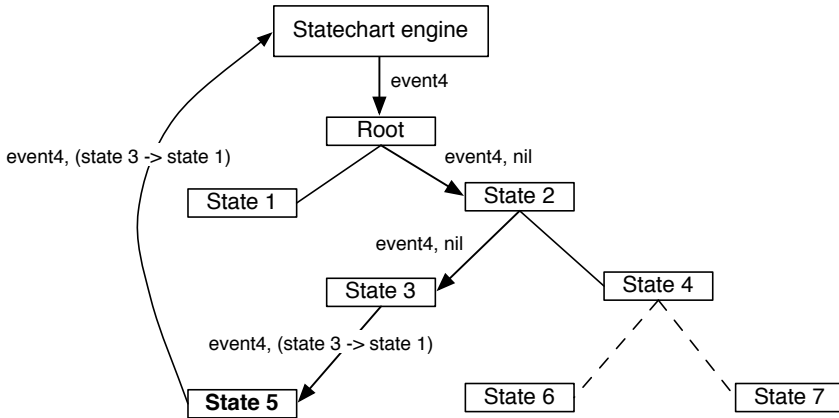 Statechart engine
event4
Root
event4, (state 3 -> state 1)
event4, nil
State 1
State 2
event4, nil
State 3
State 4
event4, (state 3 -> state 1)
State 5
State 6
State 7